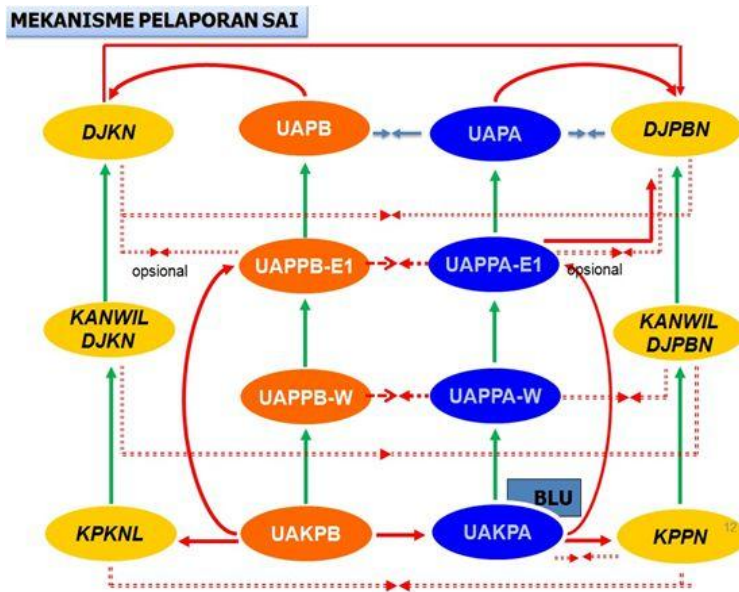 MEKANISME PELAPORAN SAI
DJKN
UAPB
UAPA
DJPBN
UAPPB-E1
UAPPA-E1
opsional
opsional
KANWIL
DJKN
KANWIL
DJPBN
UAPPB-W
UAPPA-W
BLU
KPKNL
UAKPB
UAKPA
KPPN
12